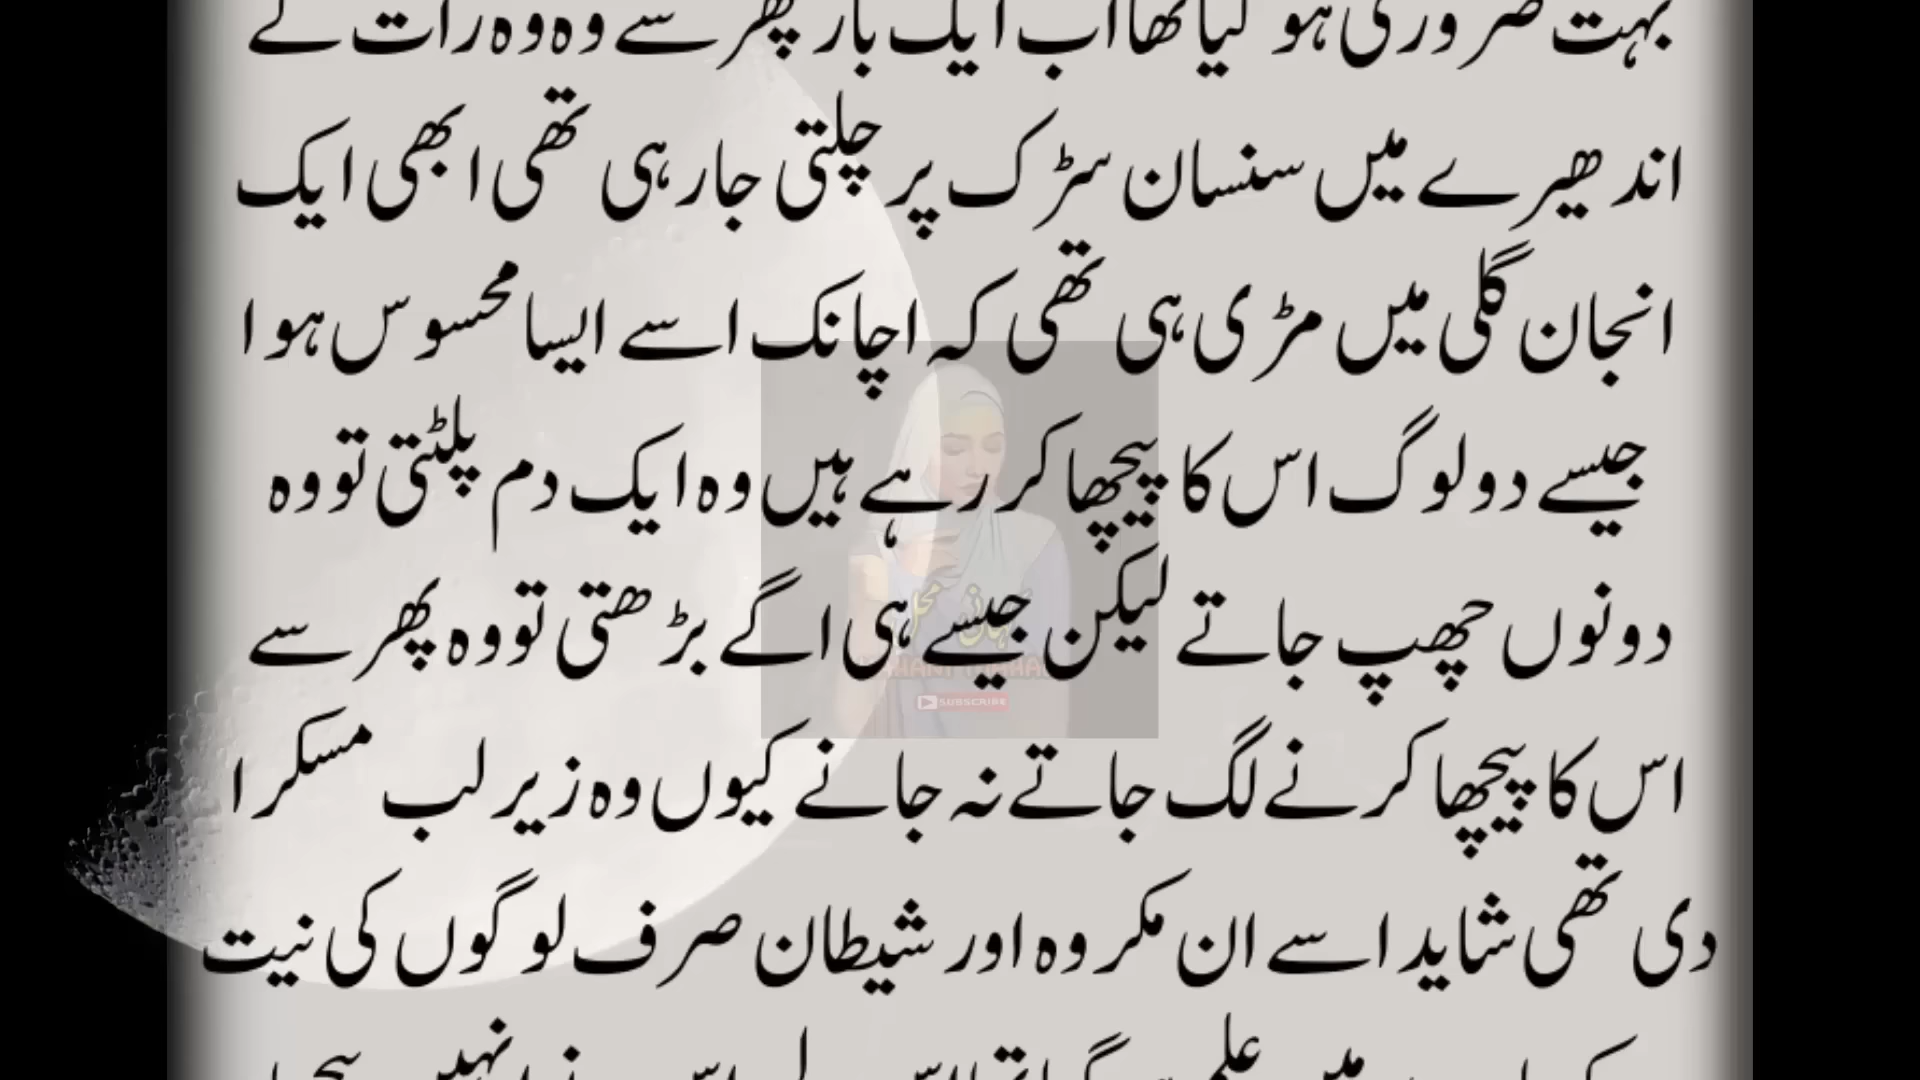 بہت ضروری ہو گیا تھا اب ایک بار پھر سے وہ وہ رات کے
اندھیرے میں سنسان سڑک پر چلتی جا رہی تھی ابھی ایک
انجان گلی میں مڑی ہی تھی کہ اچانک اسے ایسا محسوس ہوا
جیسے دو لوگ اس کا پیچھا کر رہے ہیں وہ ایک دم پلٹتی تو وہ
دونوں چھپ جاتے لیکن جیسے ہی اگے بڑھتی تو وہ پھر سے
اس کا پیچھا کرنے لگ جاتے نہ جانے کیوں وہ زیر لب مسکرا
دی تھی شاید اسے ان مکروہ اور شیطان صرف لوگوں کی نیت
SUBSCRIBE